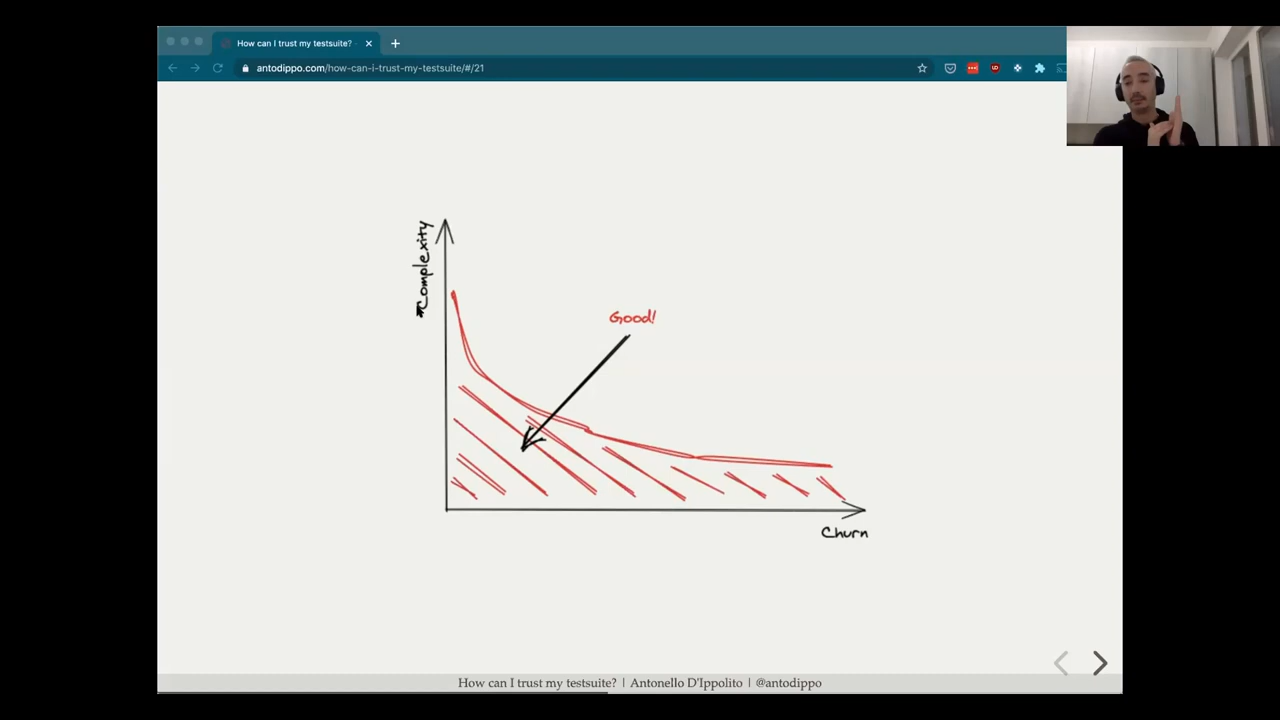 How can I trust my testsuite?
antodippo.com/how-can-i-trust-my-testsuite/#/21
Complexity
Good!
Churn
How can I trust my testsuite? | Antonello D'Ippolito | @antodippo